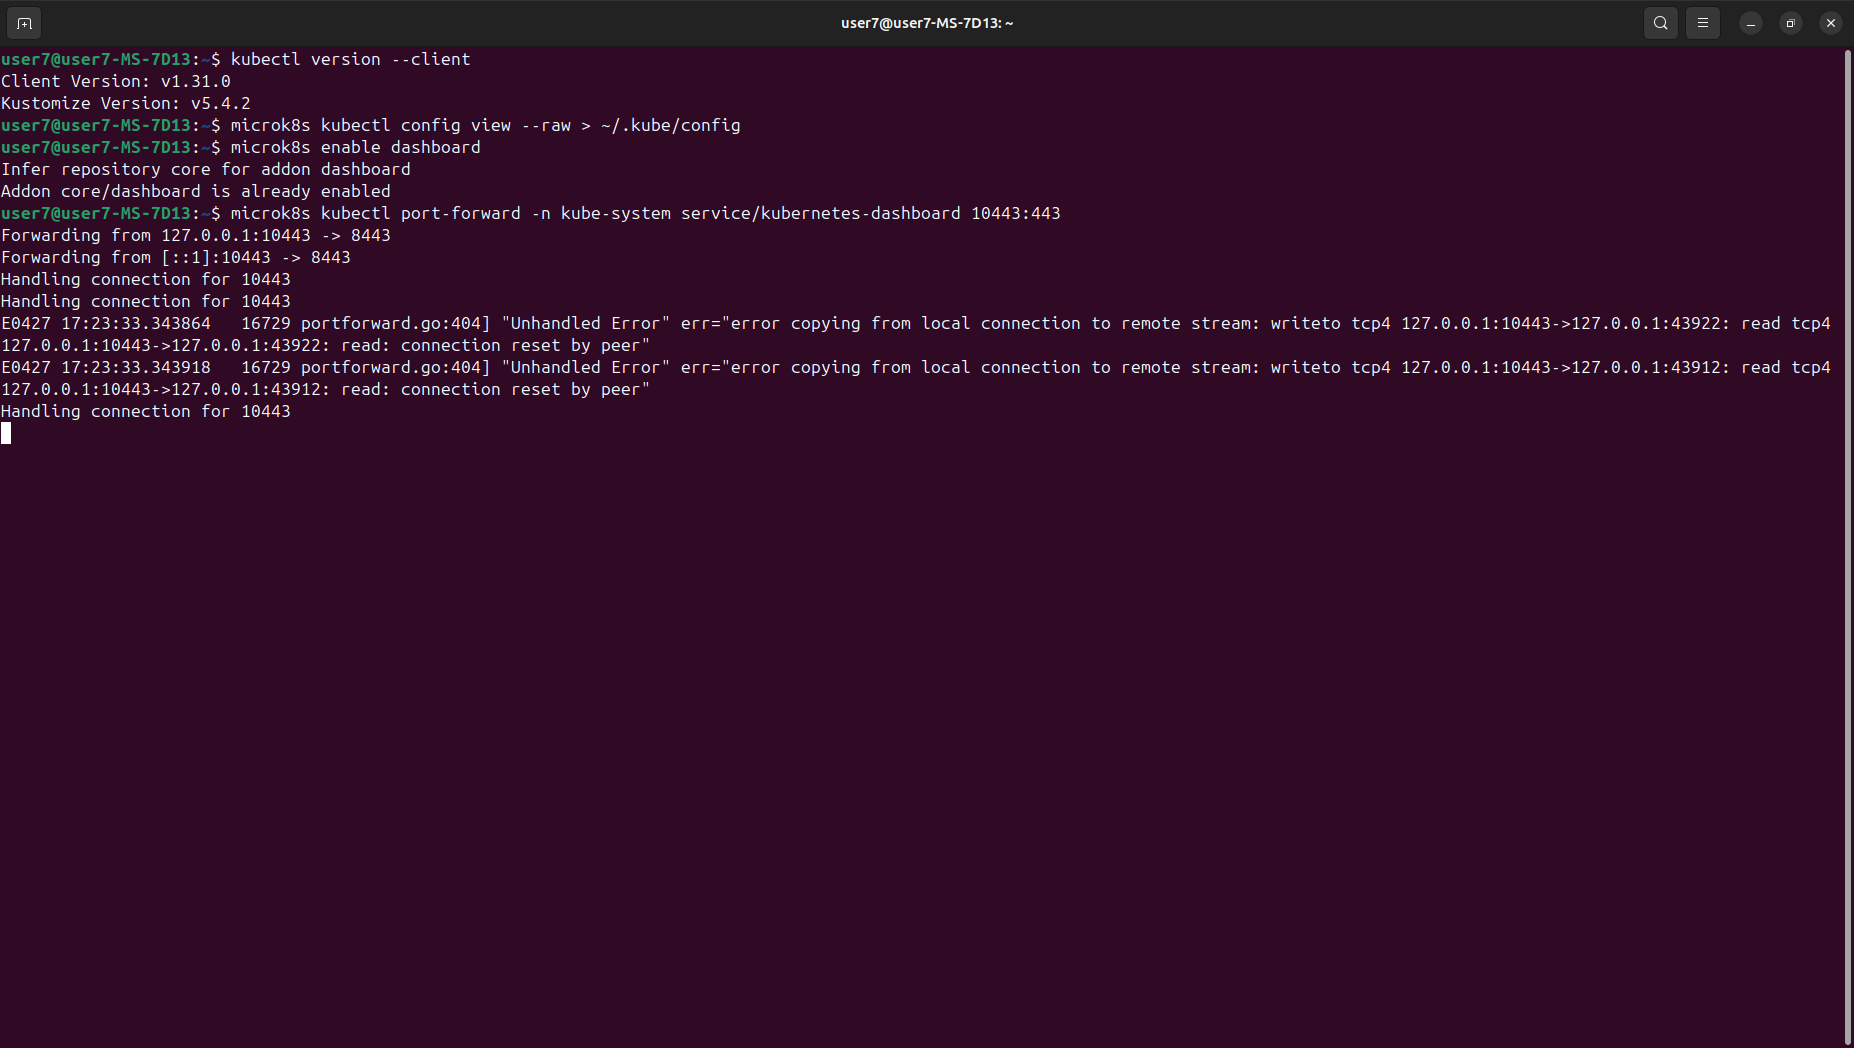 user7@user7-MS-7D13: ~
user7@user7-MS-7D13:~$ kubectl version --client
Client Version: v1.31.0
Kustomize Version: v5.4.2
user7@user7-MS-7D13:~$ microk8s kubectl config view --raw > ~/.kube/config
user7@user7-MS-7D13:~$ microk8s enable dashboard
Infer repository core for addon dashboard
Addon core/dashboard is already enabled
user7@user7-MS-7D13:~$ microk8s kubectl port-forward -n kube-system service/kubernetes-dashboard 10443:443
Forwarding from 127.0.0.1:10443 -> 8443
Forwarding from [::1]:10443 -> 8443
Handling connection for 10443
Handling connection for 10443
E0427 17:23:33.343864   16729 portforward.go:404] "Unhandled Error" err="error copying from local connection to remote stream: writeto tcp4 127.0.0.1:10443->127.0.0.1:43922: read tcp4
127.0.0.1:10443->127.0.0.1:43922: read: connection reset by peer"
E0427 17:23:33.343918   16729 portforward.go:404] "Unhandled Error" err="error copying from local connection to remote stream: writeto tcp4 127.0.0.1:10443->127.0.0.1:43912: read tcp4
127.0.0.1:10443->127.0.0.1:43912: read: connection reset by peer"
Handling connection for 10443